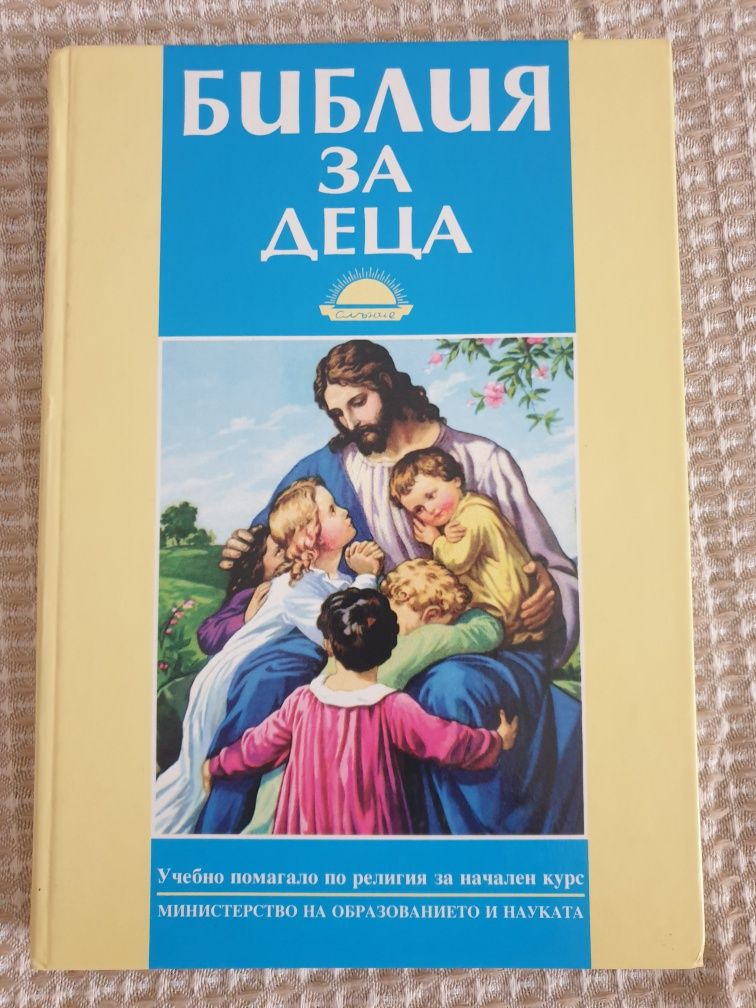 БИБЛИЯ
ЗА
ДЕЦА
Слънце
Учебно помагало по религия за начален курс
МИНИСТЕРСТВО НА ОБРАЗОВАНИЕТО И НАУКАТА